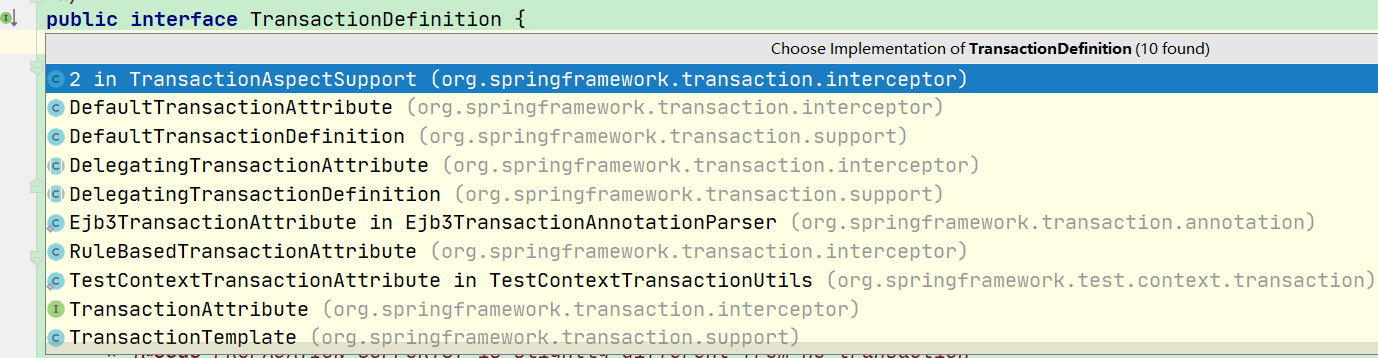 public interface TransactionDefinition {
Choose Implementation of TransactionDefinition (10 found)
2 in TransactionAspectSupport (org.springframework.transaction.interceptor)
DefaultTransactionAttribute (org.springframework.transaction.interceptor)
DefaultTransactionDefinition (org.springframework.transaction.support)
DelegatingTransactionAttribute (org.springframework.transaction.interceptor)
DelegatingTransactionDefinition (org.springframework.transaction.support)
Ejb3TransactionAttribute in Ejb3TransactionAnnotationParser (org.springframework.transaction.annotation)
RuleBasedTransactionAttribute (org.springframework.transaction.interceptor)
TestContextTransactionAttribute in TestContextTransactionUtils (org.springframework.test.context.transaction)
TransactionAttribute (org.springframework.transaction.interceptor)
TransactionTemplate (org.springframework.transaction.support)